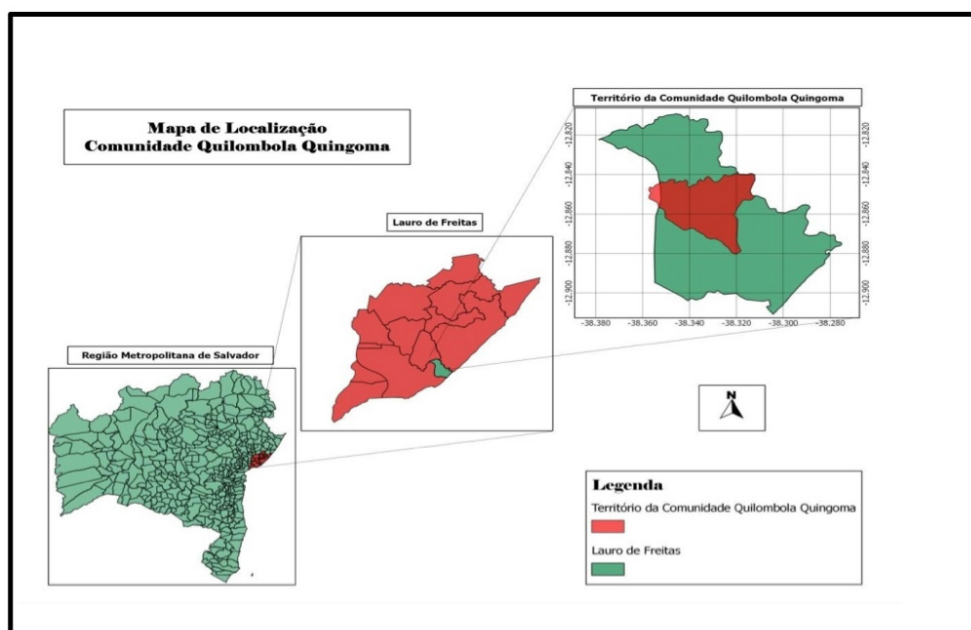 Mapa de Localização
Comunidade Quilombola Quingoma
Território da Comunidade Quilombola Quingoma
-12.820
-12.840
-12.860
-12.880
-12.900
-12.820
-12.840
-12.860
-12.880
-12.900
-38.380 -38.360 -38.340 -38.320 -38.300 -38.280
Lauro de Freitas
Região Metropolitana de Salvador
N
Legenda
Território da Comunidade Quilombola Quingoma
Lauro de Freitas